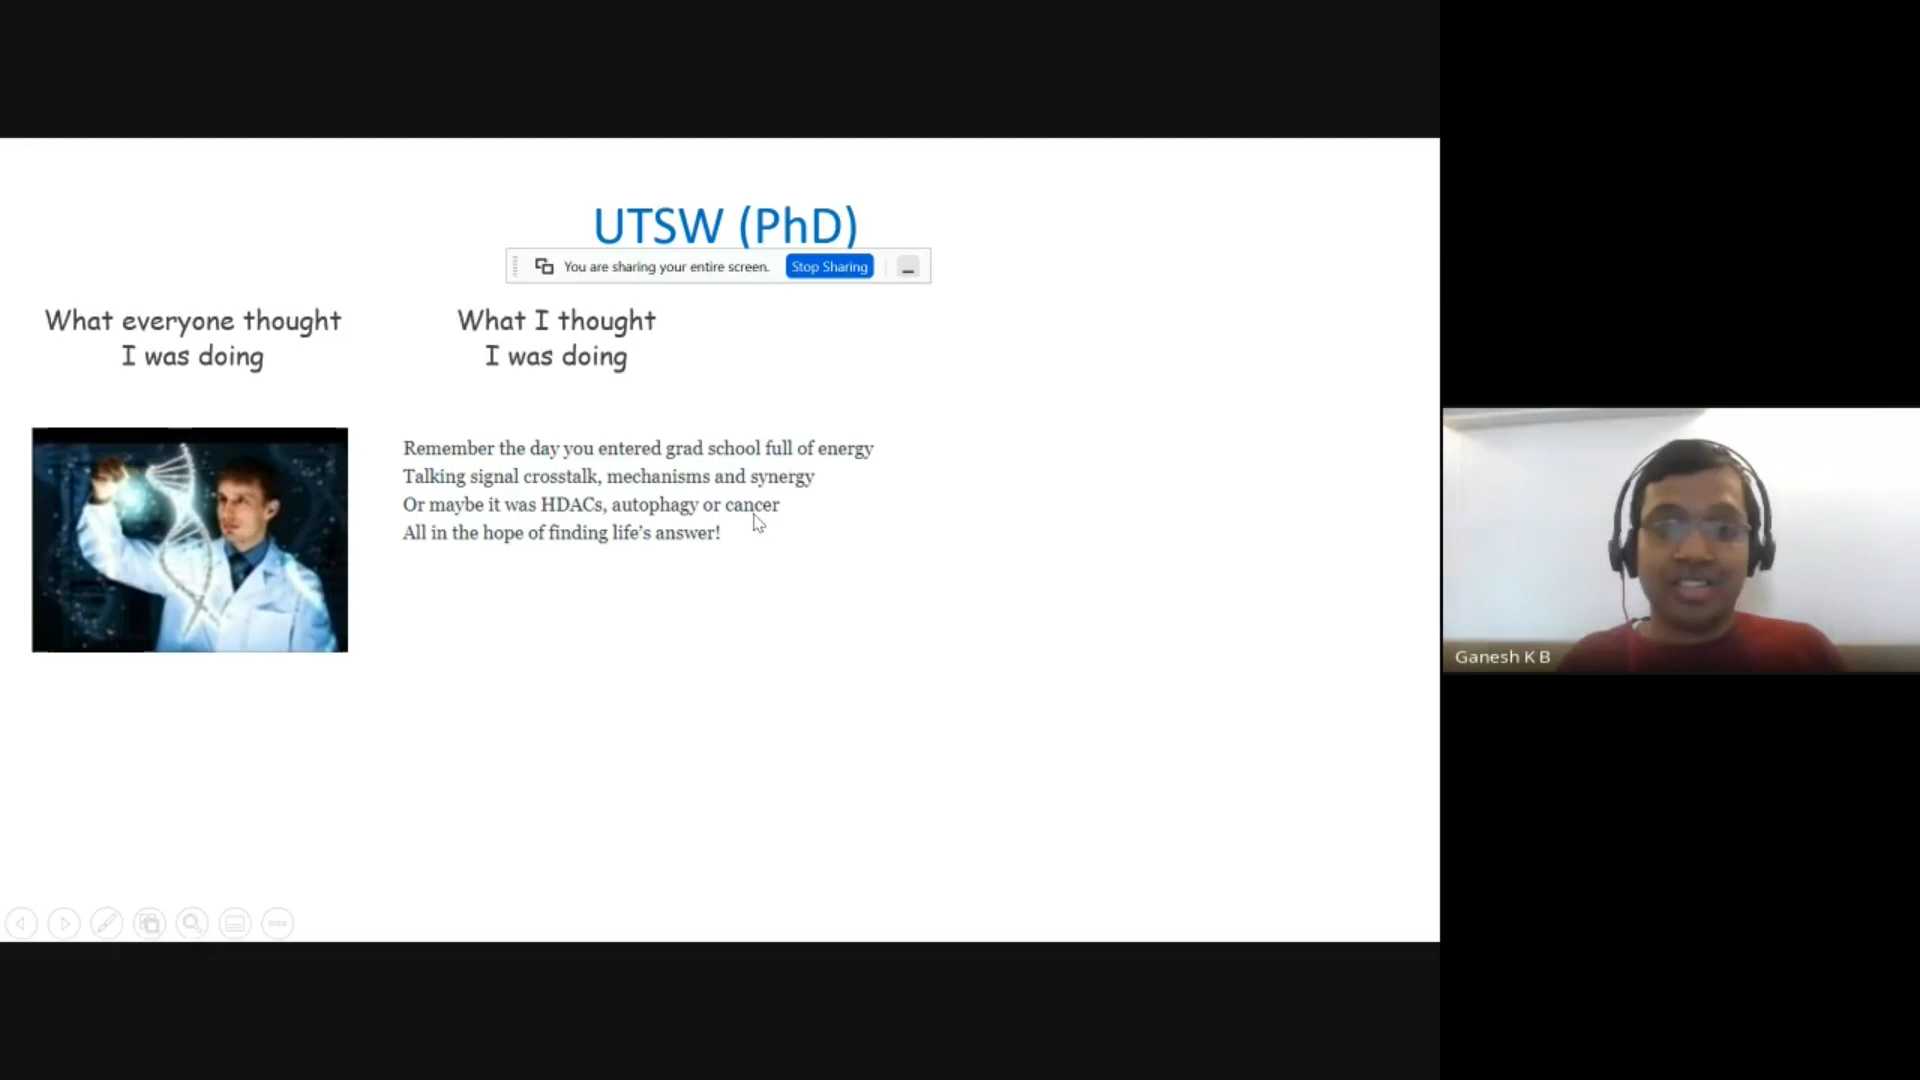 UTSW (PhD)
You are sharing your entire screen. Stop Sharing
What everyone thought
I was doing
What I thought
I was doing
Remember the day you entered grad school full of energy
Talking signal crosstalk, mechanisms and synergy
Or maybe it was HDACs, autophagy or cancer
All in the hope of finding life's answer!
Ganesh K B